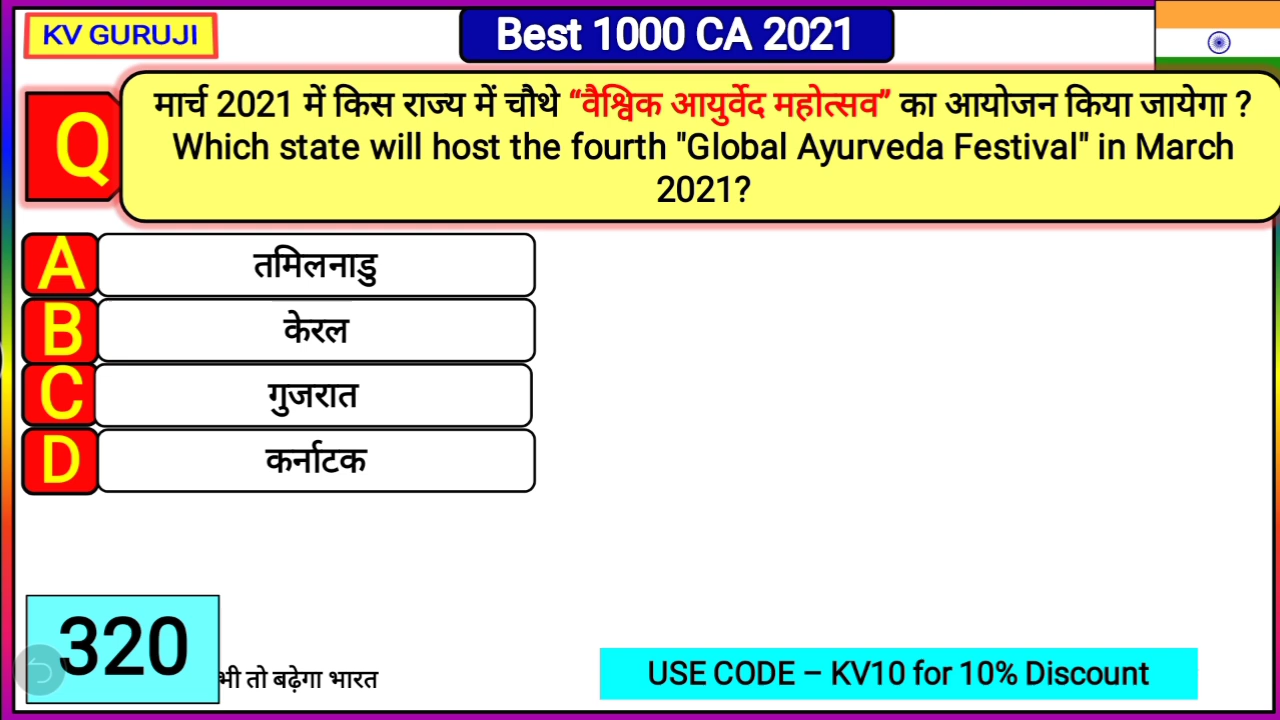 KV GURUJI
Best 1000 CA 2021
Q
मार्च 2021 में किस राज्य में चौथे “वैश्विक आयुर्वेद महोत्सव” का आयोजन किया जायेगा ?
Which state will host the fourth "Global Ayurveda Festival" in March
2021?
A तमिलनाडु
B केरल
C गुजरात
D कर्नाटक
320
भी तो बढ़ेगा भारत
USE CODE – KV10 for 10% Discount